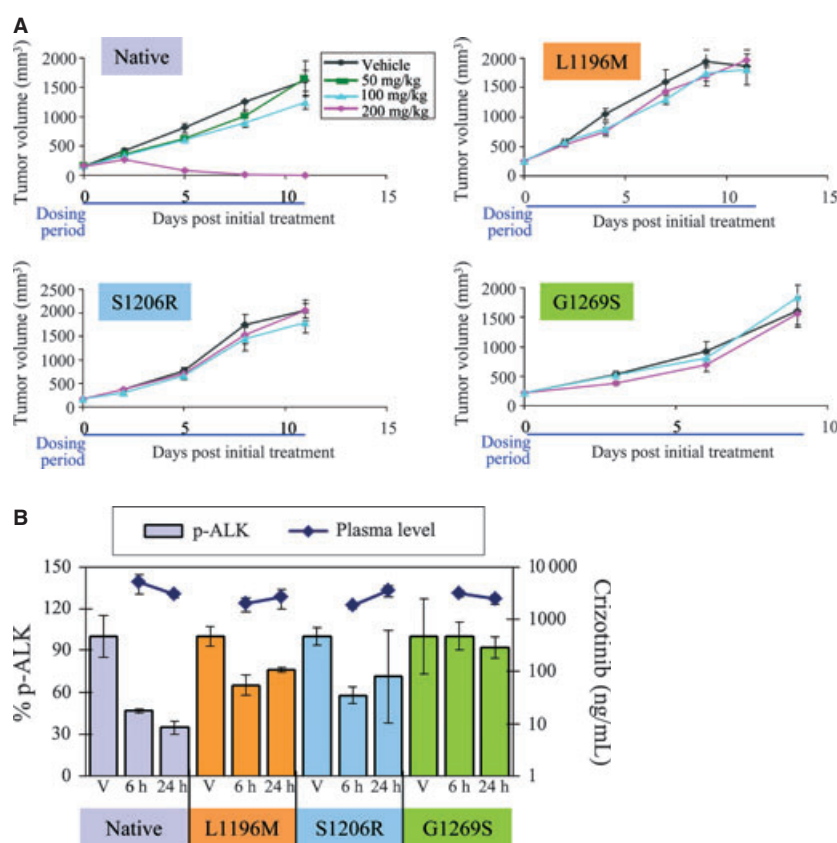 A
Native
Vehicle
50 mg/kg
100 mg/kg
200 mg/kg
Tumor volume (mm³)
2000
1500
1000
500
0
0 5 10 15
Dosing period
Days post initial treatment
L1196M
Tumor volume (mm³)
2000
1500
1000
500
0
0 5 10 15
Dosing period
Days post initial treatment
S1206R
Tumor volume (mm³)
2500
2000
1500
1000
500
0
0 5 10 15
Dosing period
Days post initial treatment
G1269S
Tumor volume (mm³)
2000
1500
1000
500
0
0 5 10
Dosing period
Days post initial treatment
B
p-ALK Plasma level
% p-ALK
150
120
90
60
30
0
10 000
1000
100
10
1
Crizotinib (ng/mL)
V 6 h 24 h V 6 h 24 h V 6 h 24 h V 6 h 24 h
Native L1196M S1206R G1269S